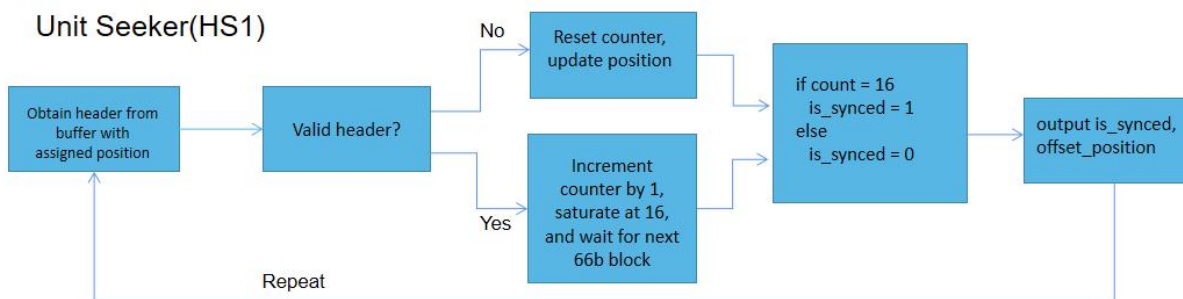 Unit Seeker(HS1)
Obtain header from
buffer with
assigned position
Valid header?
No
Reset counter,
update position
Yes
Increment
counter by 1,
saturate at 16,
and wait for next
66b block
if count = 16
is_synced = 1
else
is_synced = 0
output is_synced,
offset_position
Repeat